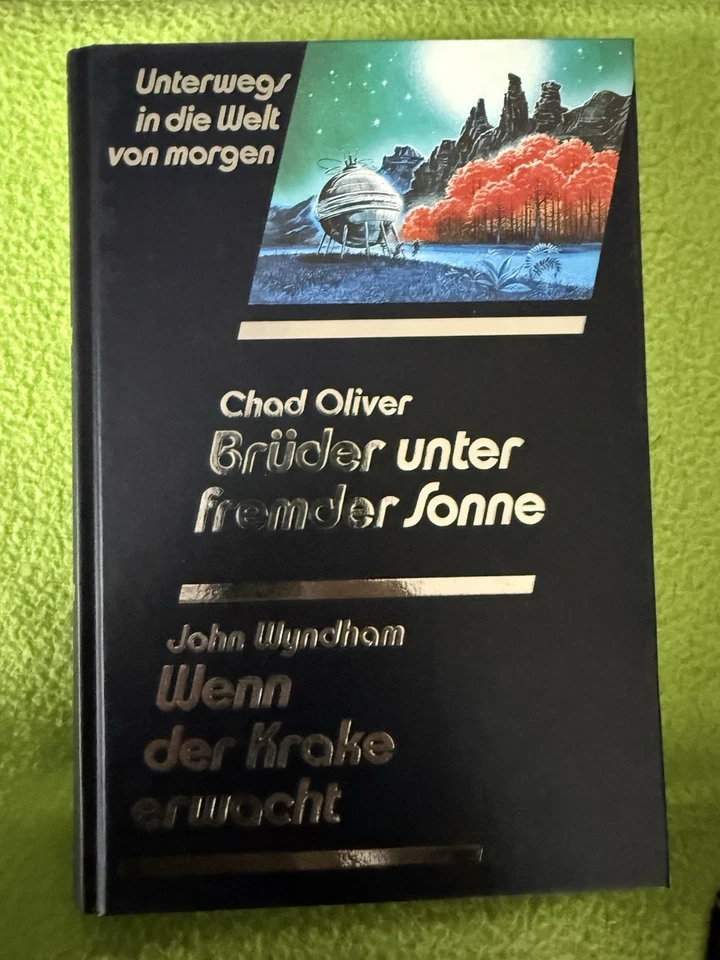 Unterwegs
in die Welt
von morgen
Chad Oliver
Brüder unter
fremder Sonne
John Wyndham
Wenn
der Krake
erwacht